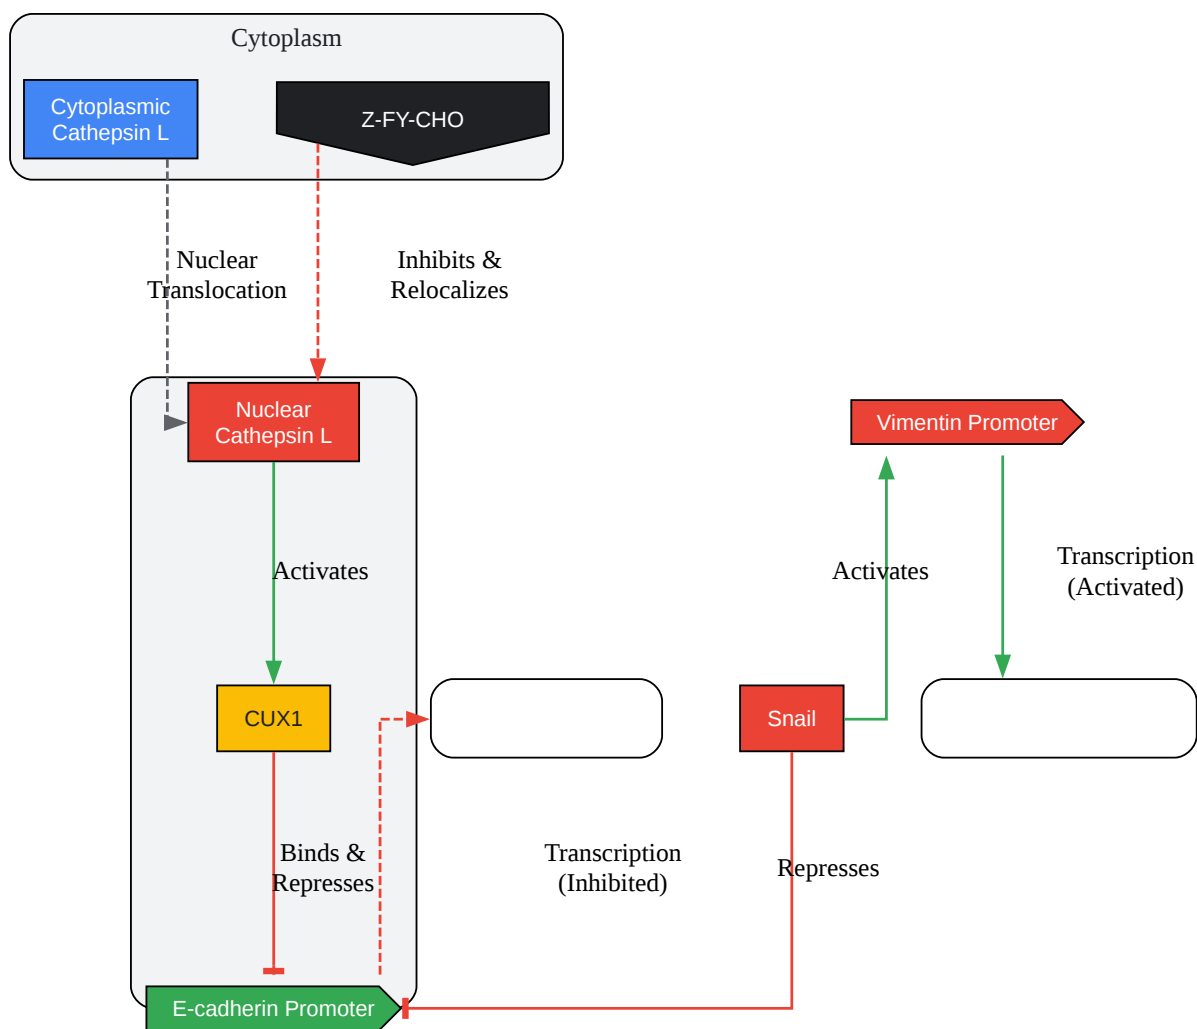 Cytoplasm
Cytoplasmic
Cathepsin L
Z-FY-CHO
Nuclear
Translocation
Inhibits &
Relocalizes
Nuclear
Cathepsin L
Vimentin Promoter
Activates
Activates
Transcription
(Activated)
CUX1
Snail
Binds &
Represses
Transcription
(Inhibited)
Represses
E-cadherin Promoter